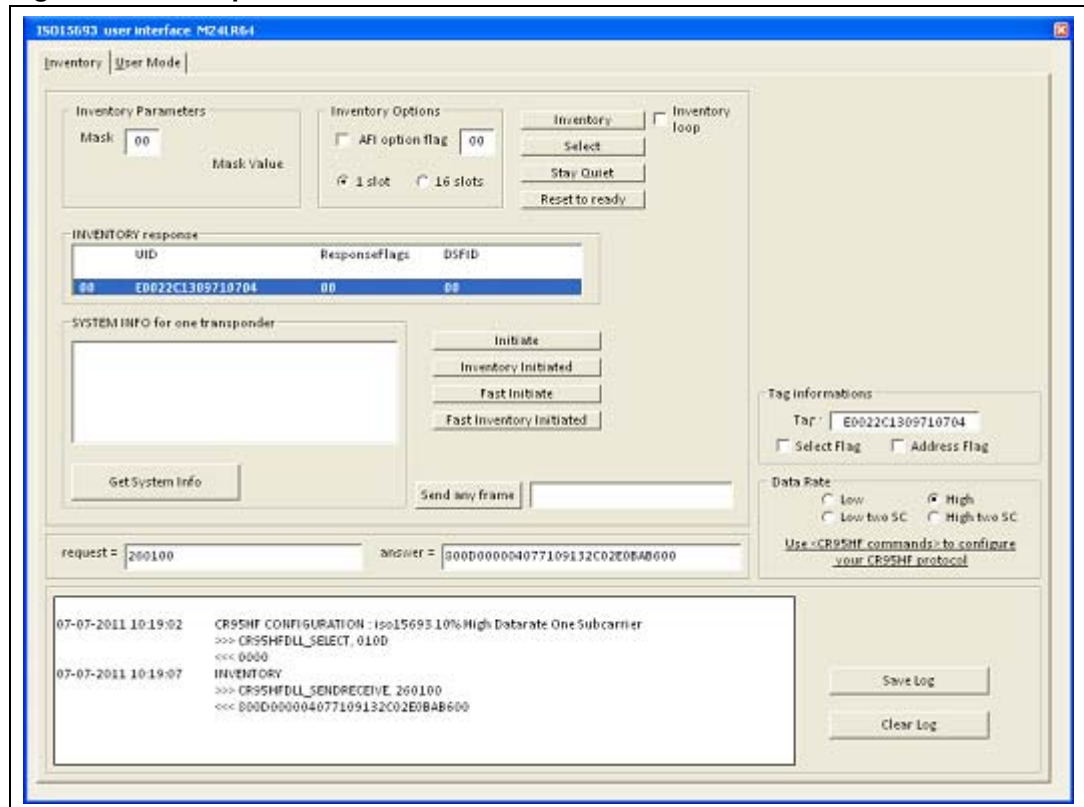 ISO15693 user interface M24LR64
Inventory User Mode
Inventory Parameters
Mask 00
Mask Value
Inventory Options
AFI option flag 00
1 slot 16 slots
Inventory
Select
Stay Quiet
Reset to ready
Inventory
loop
INVENTORY response
UID Responseflags DSFID
00 E0022C1309710704 00 00
SYSTEM INFO for one transponder
Get System Info
Initiate
Inventory Initiated
Fast Initiate
Fast Inventory Initiated
Send any frame
Tag informations
Tag : E0022C1309710704
Select Flag Address Flag
Data Rate
Low High
Low two SC High two SC
Use <CR95HF commands> to configure
your CR95HF protocol
request = 260100 answer = 800D000004077109132C02E0BAB600
07-07-2011 10:19:02 CR95HF CONFIGURATION : iso15693 10% High Datarate One Subcarrier
>>> CR95HFDLL_SELECT, 010D
<<< 0000
07-07-2011 10:19:07 INVENTORY
>>> CR95HFDLL_SENDRECEIVE, 260100
<<< 800D000004077109132C02E0BAB600
Save Log
Clear Log